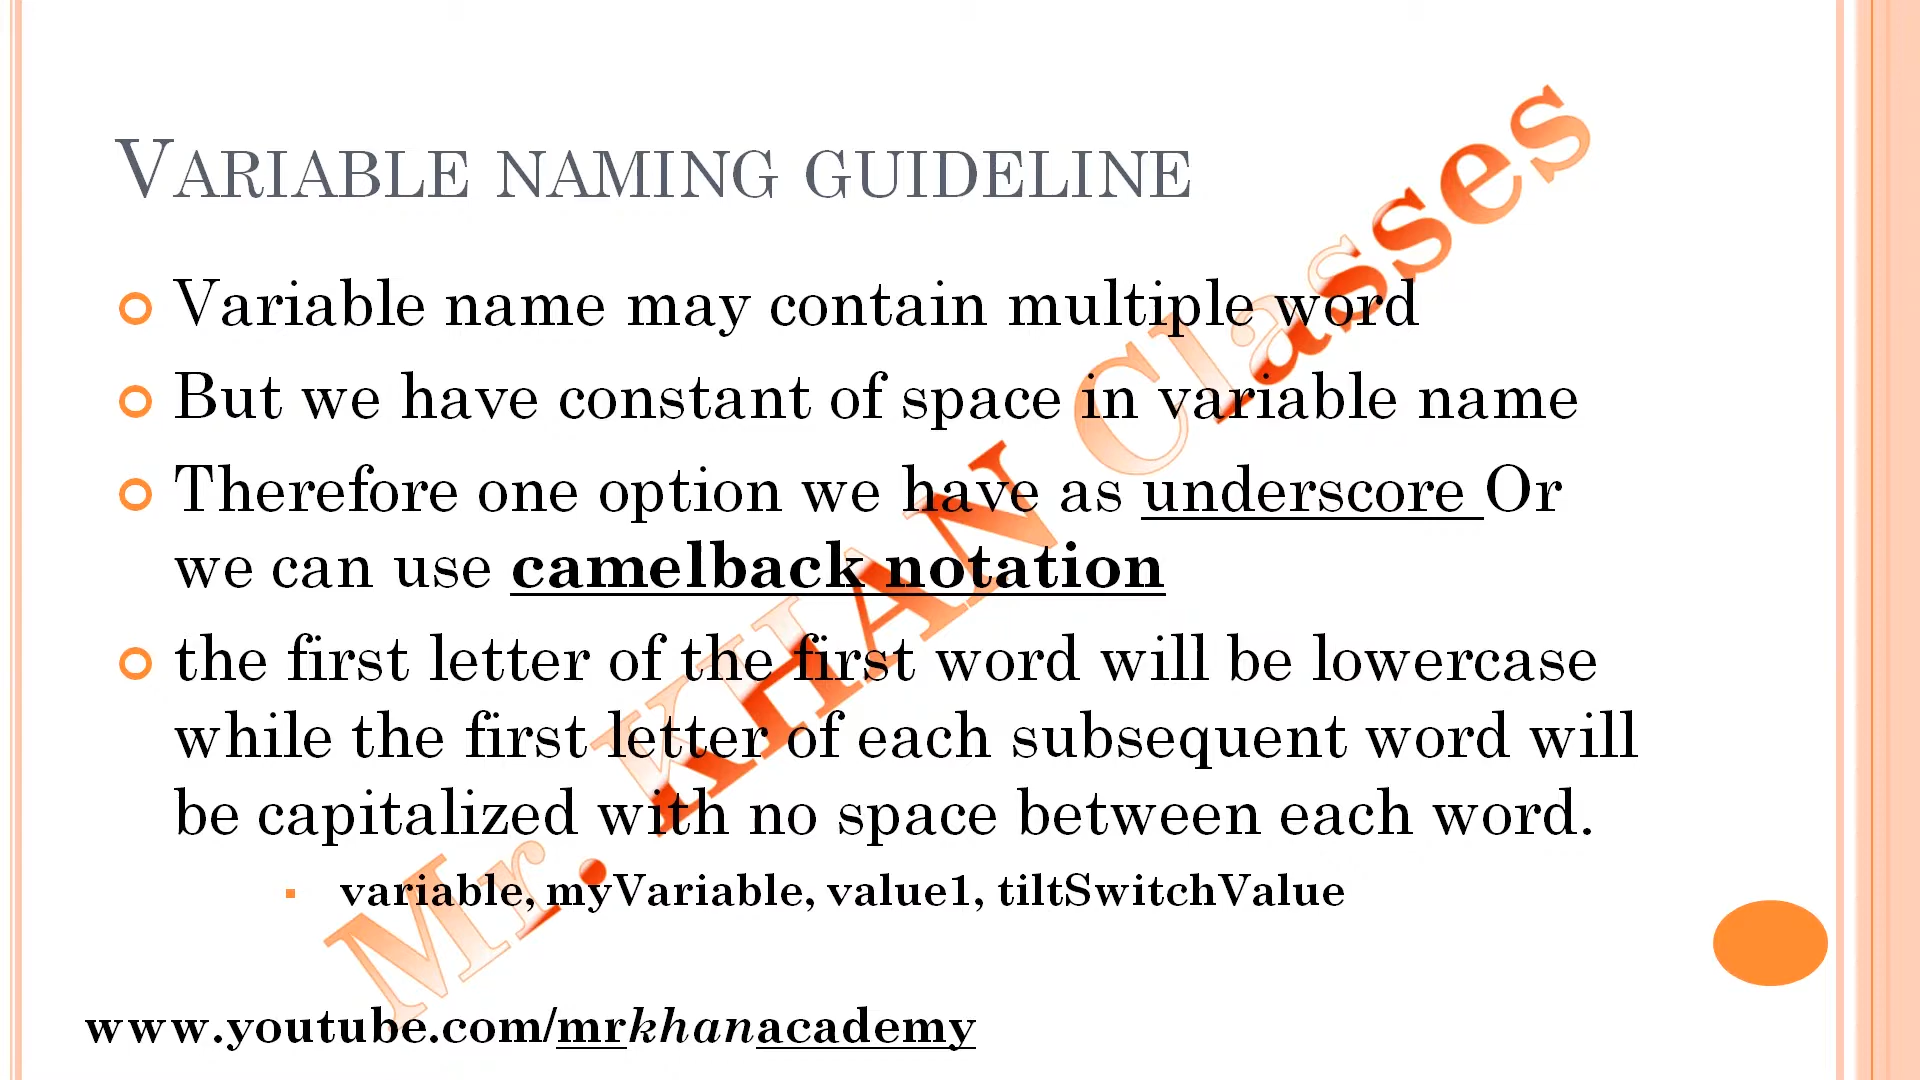 VARIABLE NAMING GUIDELINE
Variable name may contain multiple word
But we have constant of space in variable name
Therefore one option we have as underscore Or
we can use camelback notation
the first letter of the first word will be lowercase
while the first letter of each subsequent word will
be capitalized with no space between each word.
variable, myVariable, value1, tiltSwitchValue
Mr. KHAN Classes
www.youtube.com/mrkhanacademy